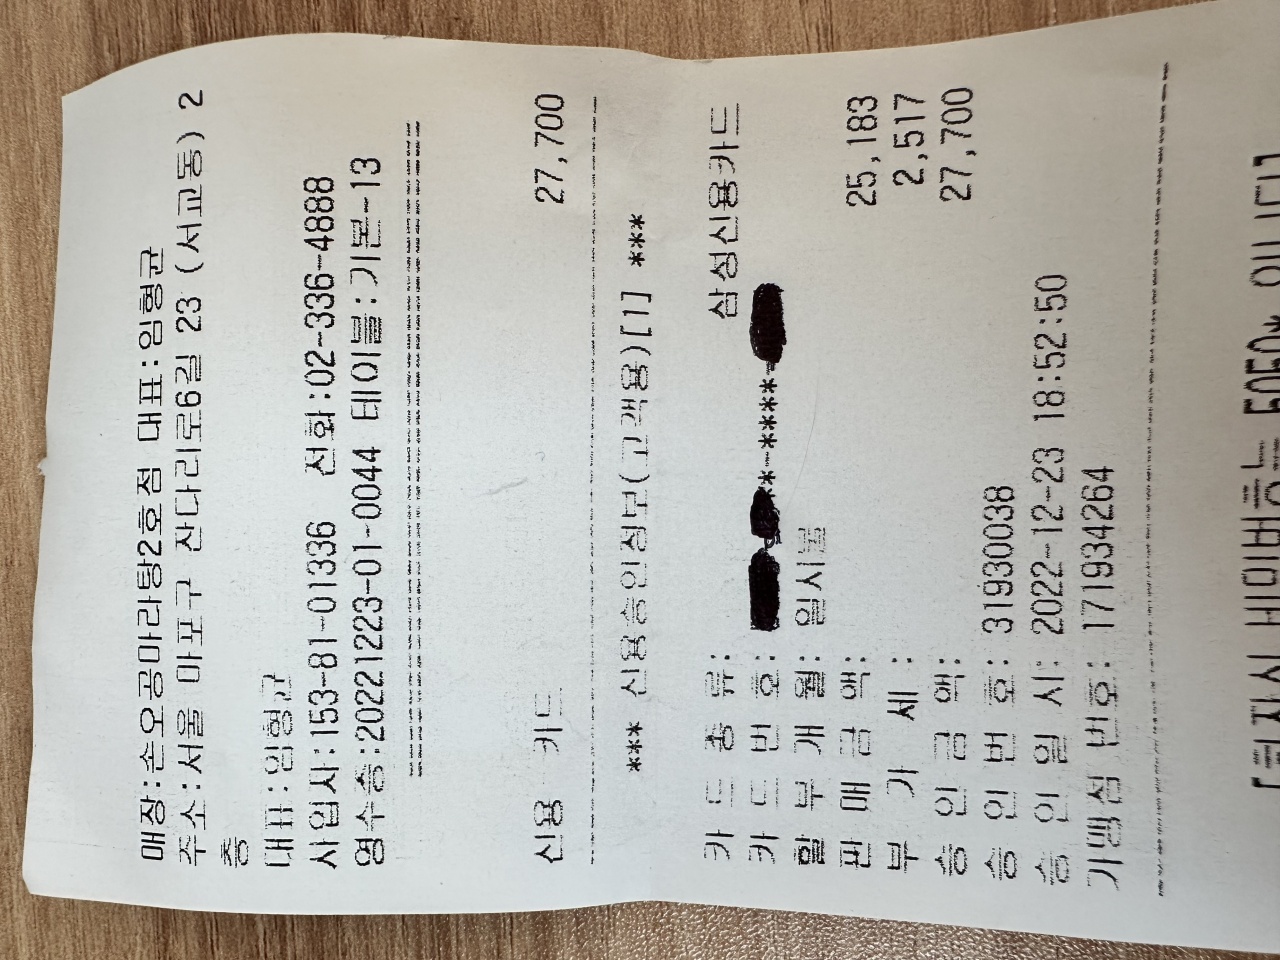 매장:손오공마라탕2호점 대표:임형균
주소:서울 마포구 잔다리로6길 23 (서교동) 2
층
대표:임형균
사업자:153-81-01336 전화:02-336-4888
영수증:20221223-01-0044 테이블:기본-13
신용 카드 27,700
*** 신용승인정보(고객용)[1] ***
카 드 종 류: 삼성신용카드
카 드 번 호: **-****-
할 부 개 월: 일시불
판 매 금 액: 25,183
부 가 세 : 2,517
승 인 금 액: 27,700
승 인 번 호: 31930038
승 인 일 시: 2022-12-23 18:52:50
가맹점 번호: 171934264